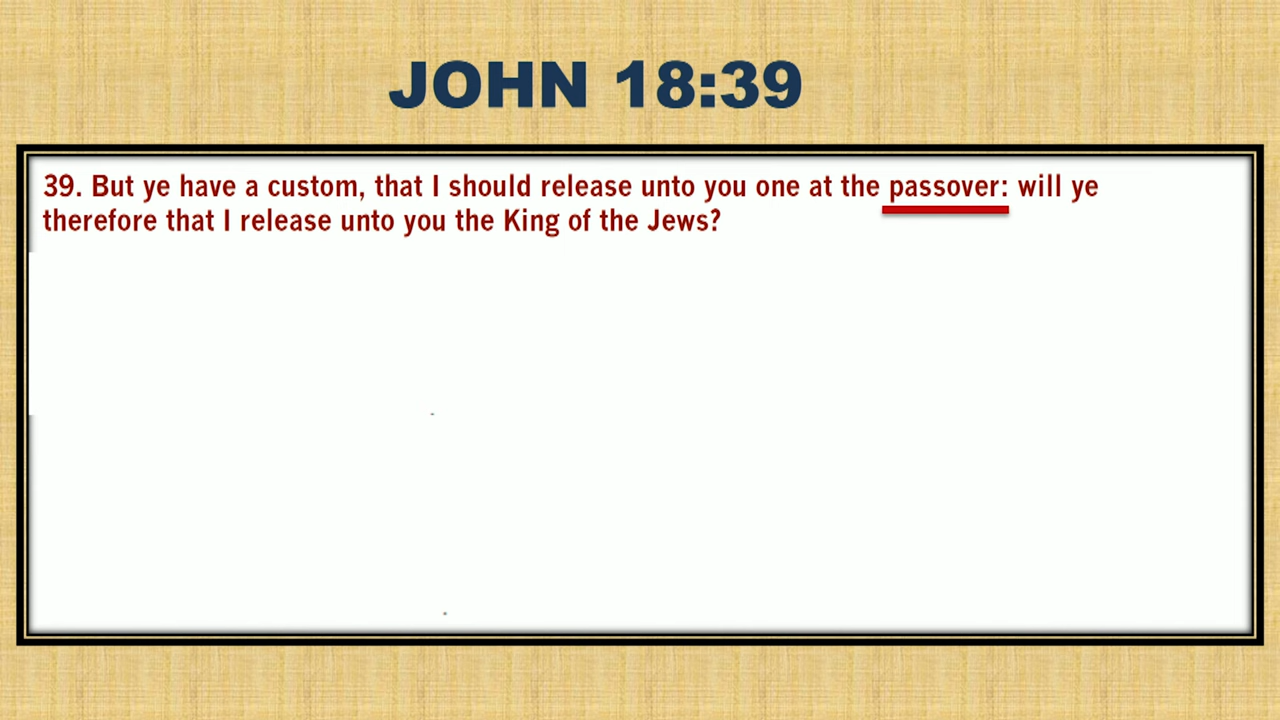 JOHN 18:39
39. But ye have a custom, that I should release unto you one at the passover: will ye
therefore that I release unto you the King of the Jews?